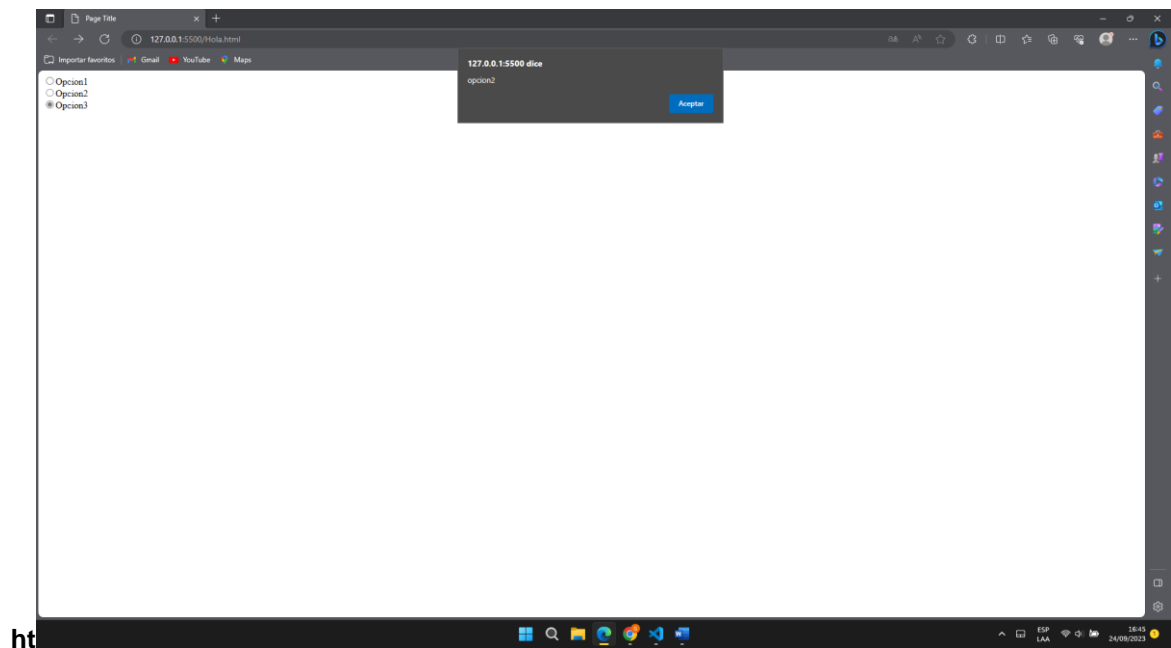 Page Title
127.0.0.1:5500/Hola.html
Importar favoritos Gmail YouTube Maps
127.0.0.1:5500 dice
opcion2
Aceptar
Opcion1
Opcion2
Opcion3
ht
ESP
LAA
16:45
24/09/2023